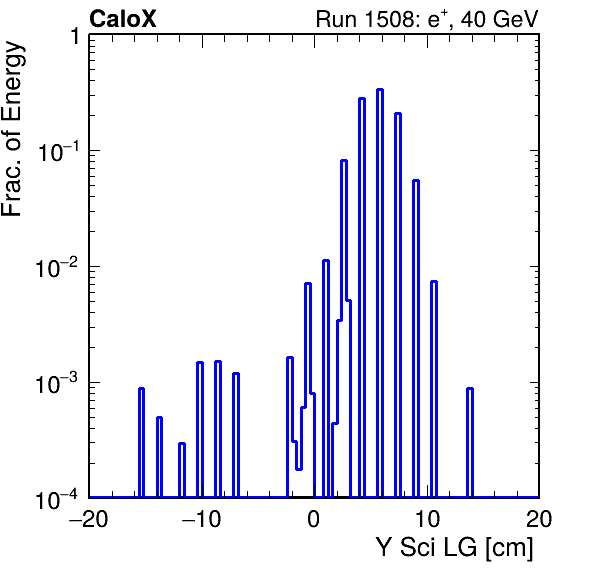 CaloX Run 1508: e⁺, 40 GeV
Frac. of Energy
1
10⁻¹
10⁻²
10⁻³
10⁻⁴
−20 −10 0 10 20
Y Sci LG [cm]